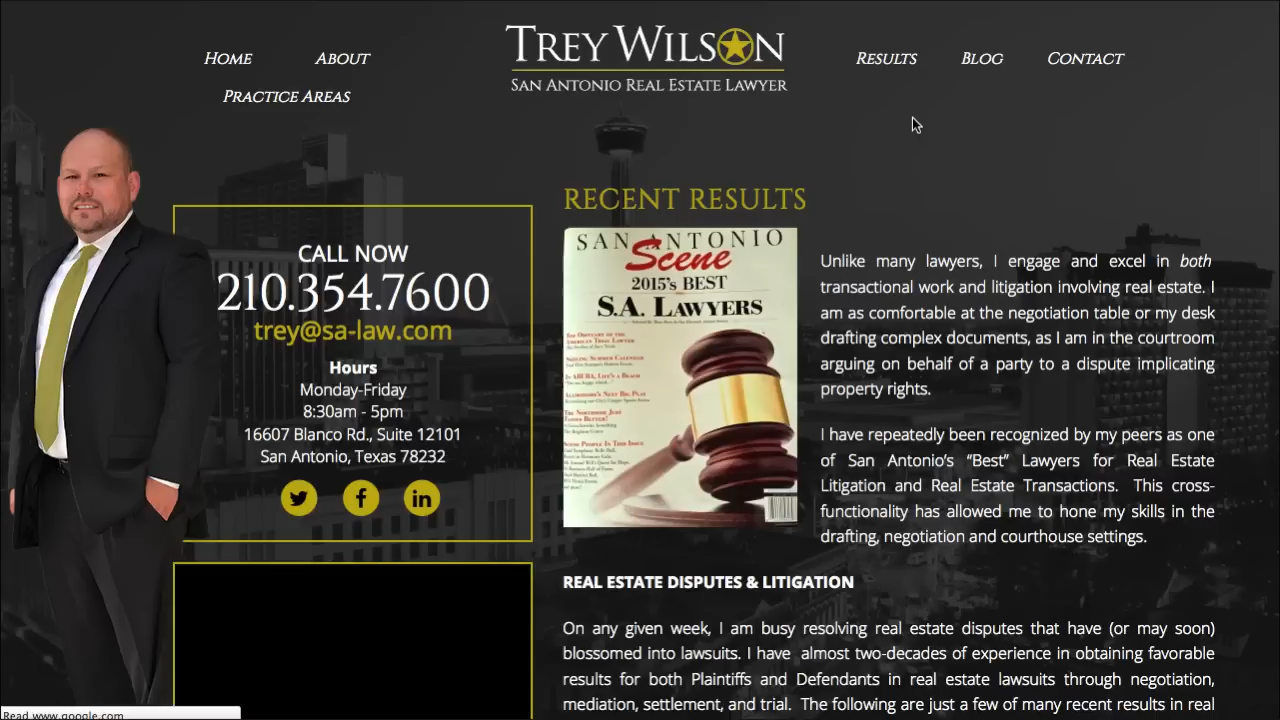 HOME
ABOUT
PRACTICE AREAS
TREY WILSON
SAN ANTONIO REAL ESTATE LAWYER
RESULTS
BLOG
CONTACT
CALL NOW
210.354.7600
trey@sa-law.com
Hours
Monday-Friday
8:30am - 5pm
16607 Blanco Rd., Suite 12101
San Antonio, Texas 78232
RECENT RESULTS
SAN ANTONIO
Scene
2015's BEST
S.A. LAWYERS
Unlike many lawyers, I engage and excel in both
transactional work and litigation involving real estate. I
am as comfortable at the negotiation table or my desk
drafting complex documents, as I am in the courtroom
arguing on behalf of a party to a dispute implicating
property rights.
I have repeatedly been recognized by my peers as one
of San Antonio's “Best” Lawyers for Real Estate
Litigation and Real Estate Transactions. This cross-
functionality has allowed me to hone my skills in the
drafting, negotiation and courthouse settings.
REAL ESTATE DISPUTES & LITIGATION
On any given week, I am busy resolving real estate disputes that have (or may soon)
blossomed into lawsuits. I have almost two-decades of experience in obtaining favorable
results for both Plaintiffs and Defendants in real estate lawsuits through negotiation,
mediation, settlement, and trial. The following are just a few of many recent results in real
Read www.google.com